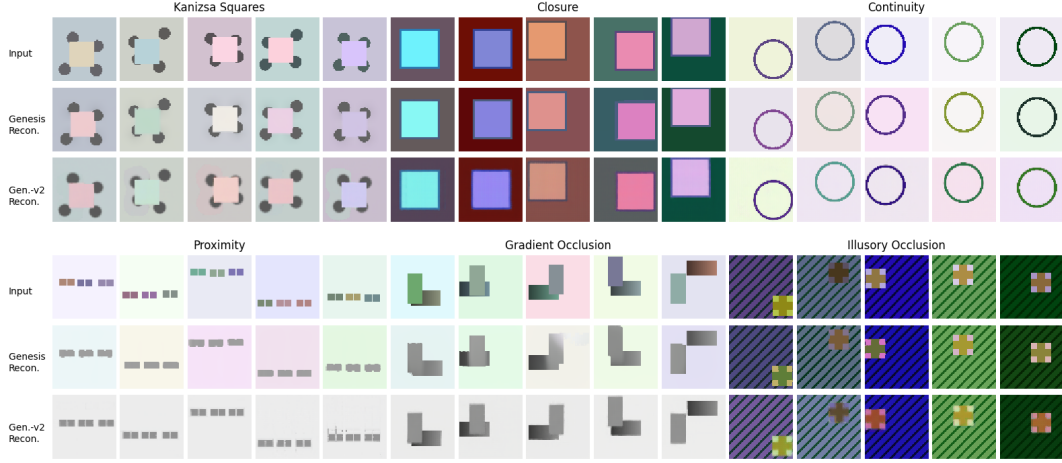 Kanizsa Squares
Closure
Continuity
Input
Genesis
Recon.
Gen.-v2
Recon.
Proximity
Gradient Occlusion
Illusory Occlusion
Input
Genesis
Recon.
Gen.-v2
Recon.